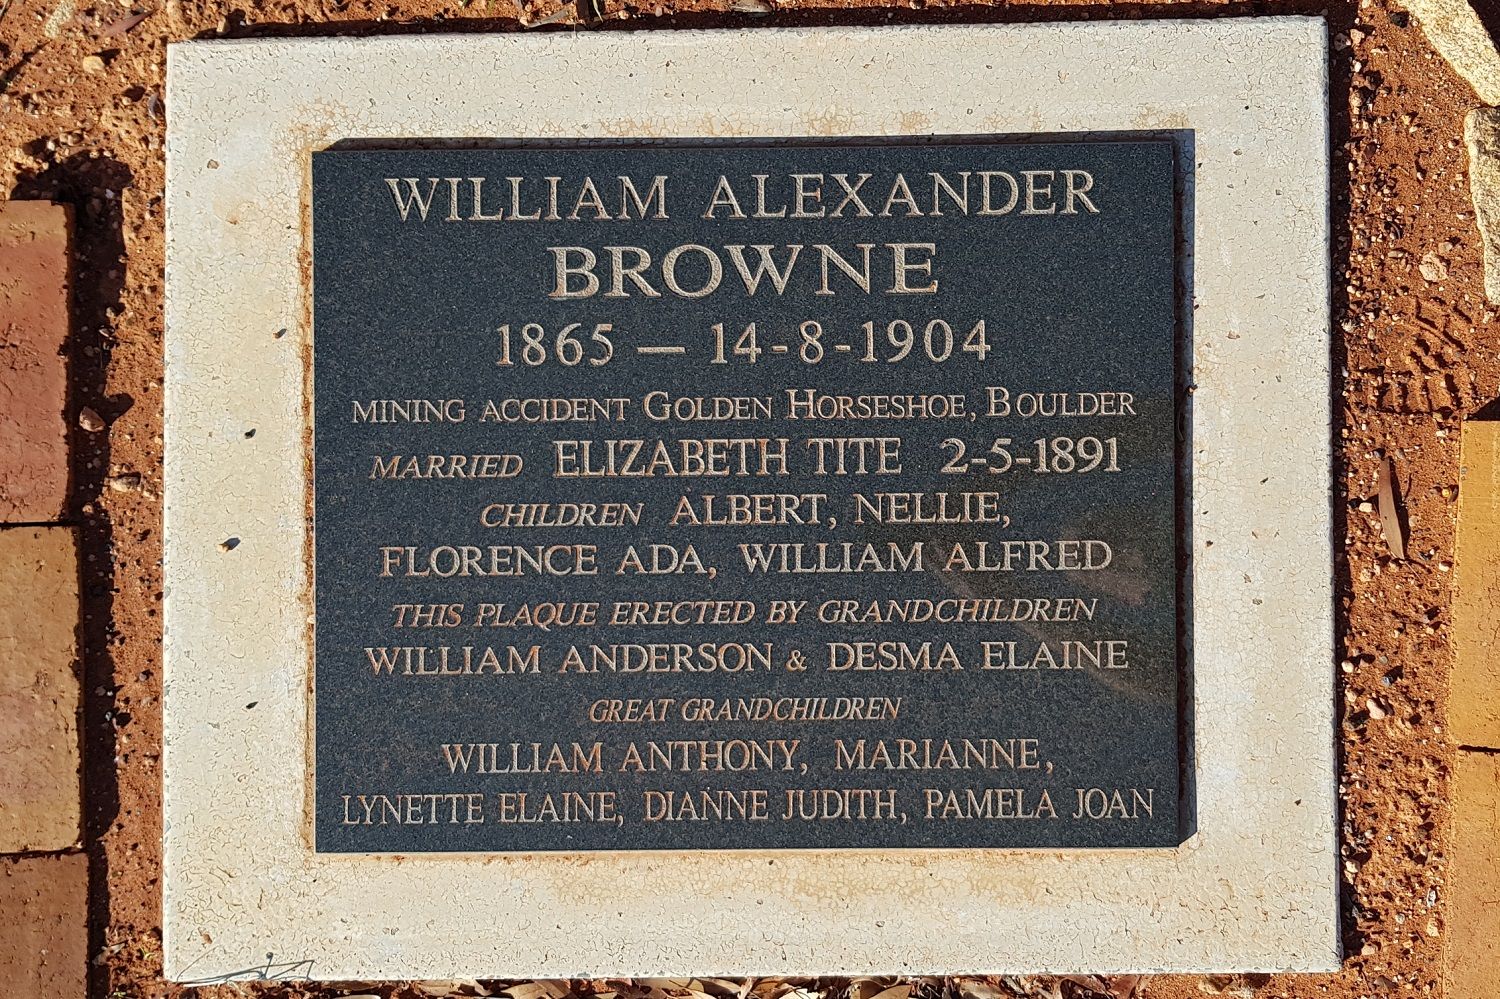 WILLIAM ALEXANDER
BROWNE
1865 — 14-8-1904
MINING ACCIDENT GOLDEN HORSESHOE, BOULDER
MARRIED ELIZABETH TITE 2-5-1891
CHILDREN ALBERT, NELLIE,
FLORENCE ADA, WILLIAM ALFRED
THIS PLAQUE ERECTED BY GRANDCHILDREN
WILLIAM ANDERSON & DESMA ELAINE
GREAT GRANDCHILDREN
WILLIAM ANTHONY, MARIANNE,
LYNETTE ELAINE, DIANNE JUDITH, PAMELA JOAN